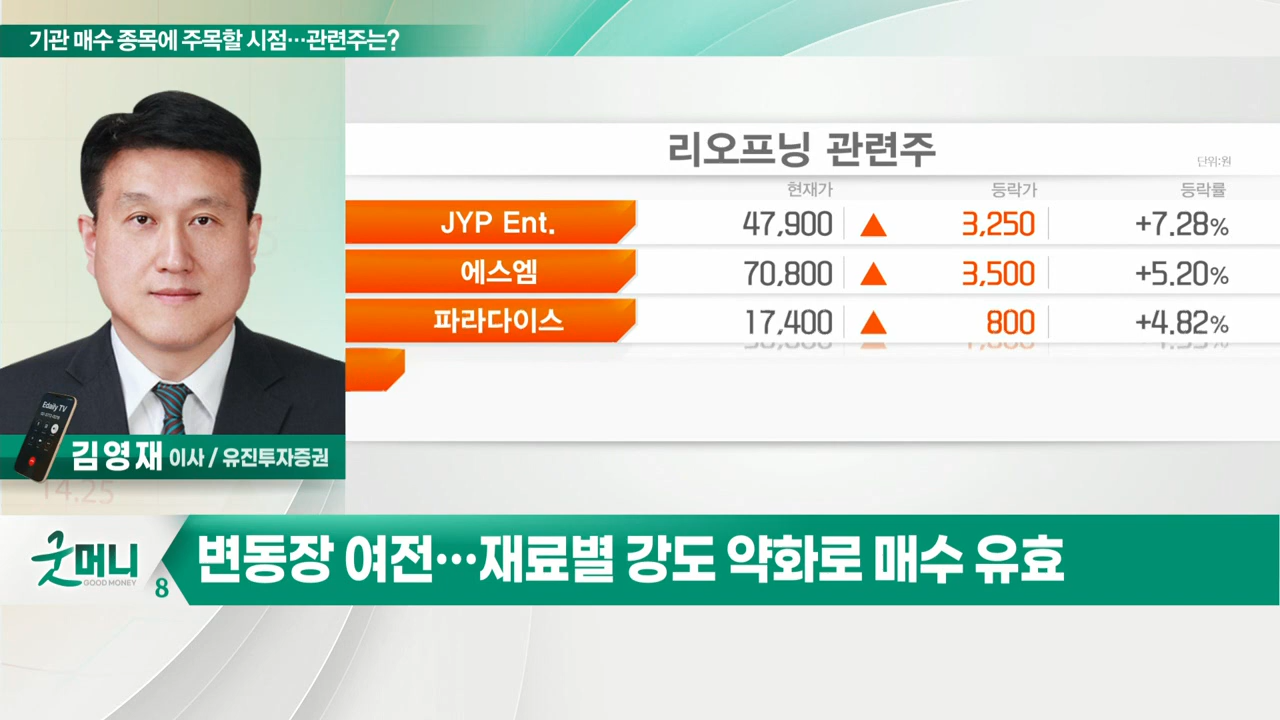 기관 매수 종목에 주목할 시점…관련주는?
리오프닝 관련주
단위:원
현재가 등락가 등락률
JYP Ent. 47,900 ▲ 3,250 +7.28%
에스엠 70,800 ▲ 3,500 +5.20%
파라다이스 17,400 ▲ 800 +4.82%
Edaily TV
김영재 이사 / 유진투자증권
14.25
굿머니
GOOD MONEY
8
변동장 여전…재료별 강도 약화로 매수 유효